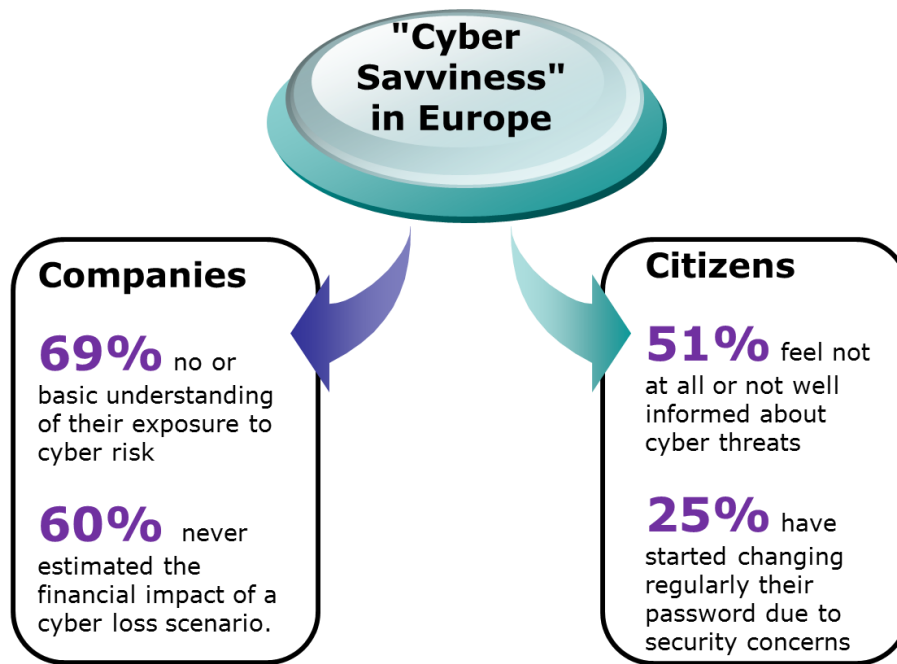 "Cyber
Savviness"
in Europe
Companies
69% no or
basic understanding
of their exposure to
cyber risk
60% never
estimated the
financial impact of a
cyber loss scenario.
Citizens
51% feel not
at all or not well
informed about
cyber threats
25% have
started changing
regularly their
password due to
security concerns